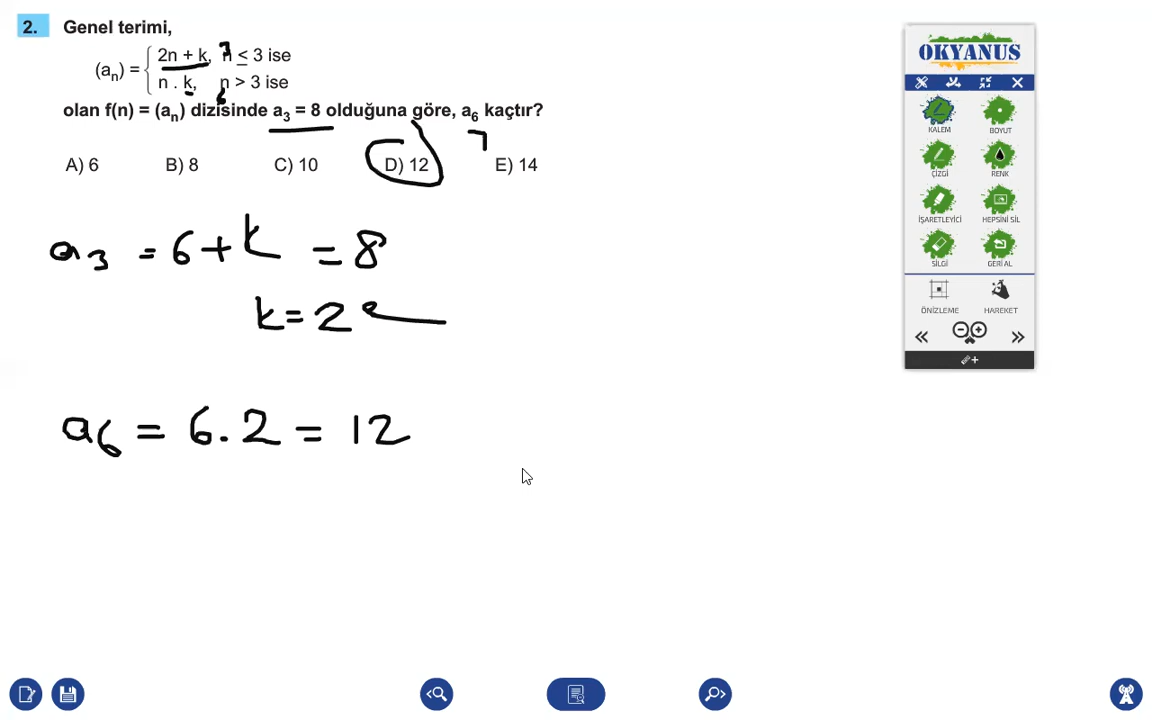 2. Genel terimi,
(an) = { 2n + k, n ≤ 3 ise
n . k, n > 3 ise
olan f(n) = (an) dizisinde a3 = 8 olduğuna göre, a6 kaçtır?
A) 6 B) 8 C) 10 D) 12 E) 14
a3 = 6 + k = 8
k = 2
a6 = 6.2 = 12
OKYANUS
KALEM BOYUT
ÇİZGİ RENK
İŞARETLEYİCİ HEPSİNİ SİL
SİLGİ GERİ AL
ÖNİZLEME HAREKET